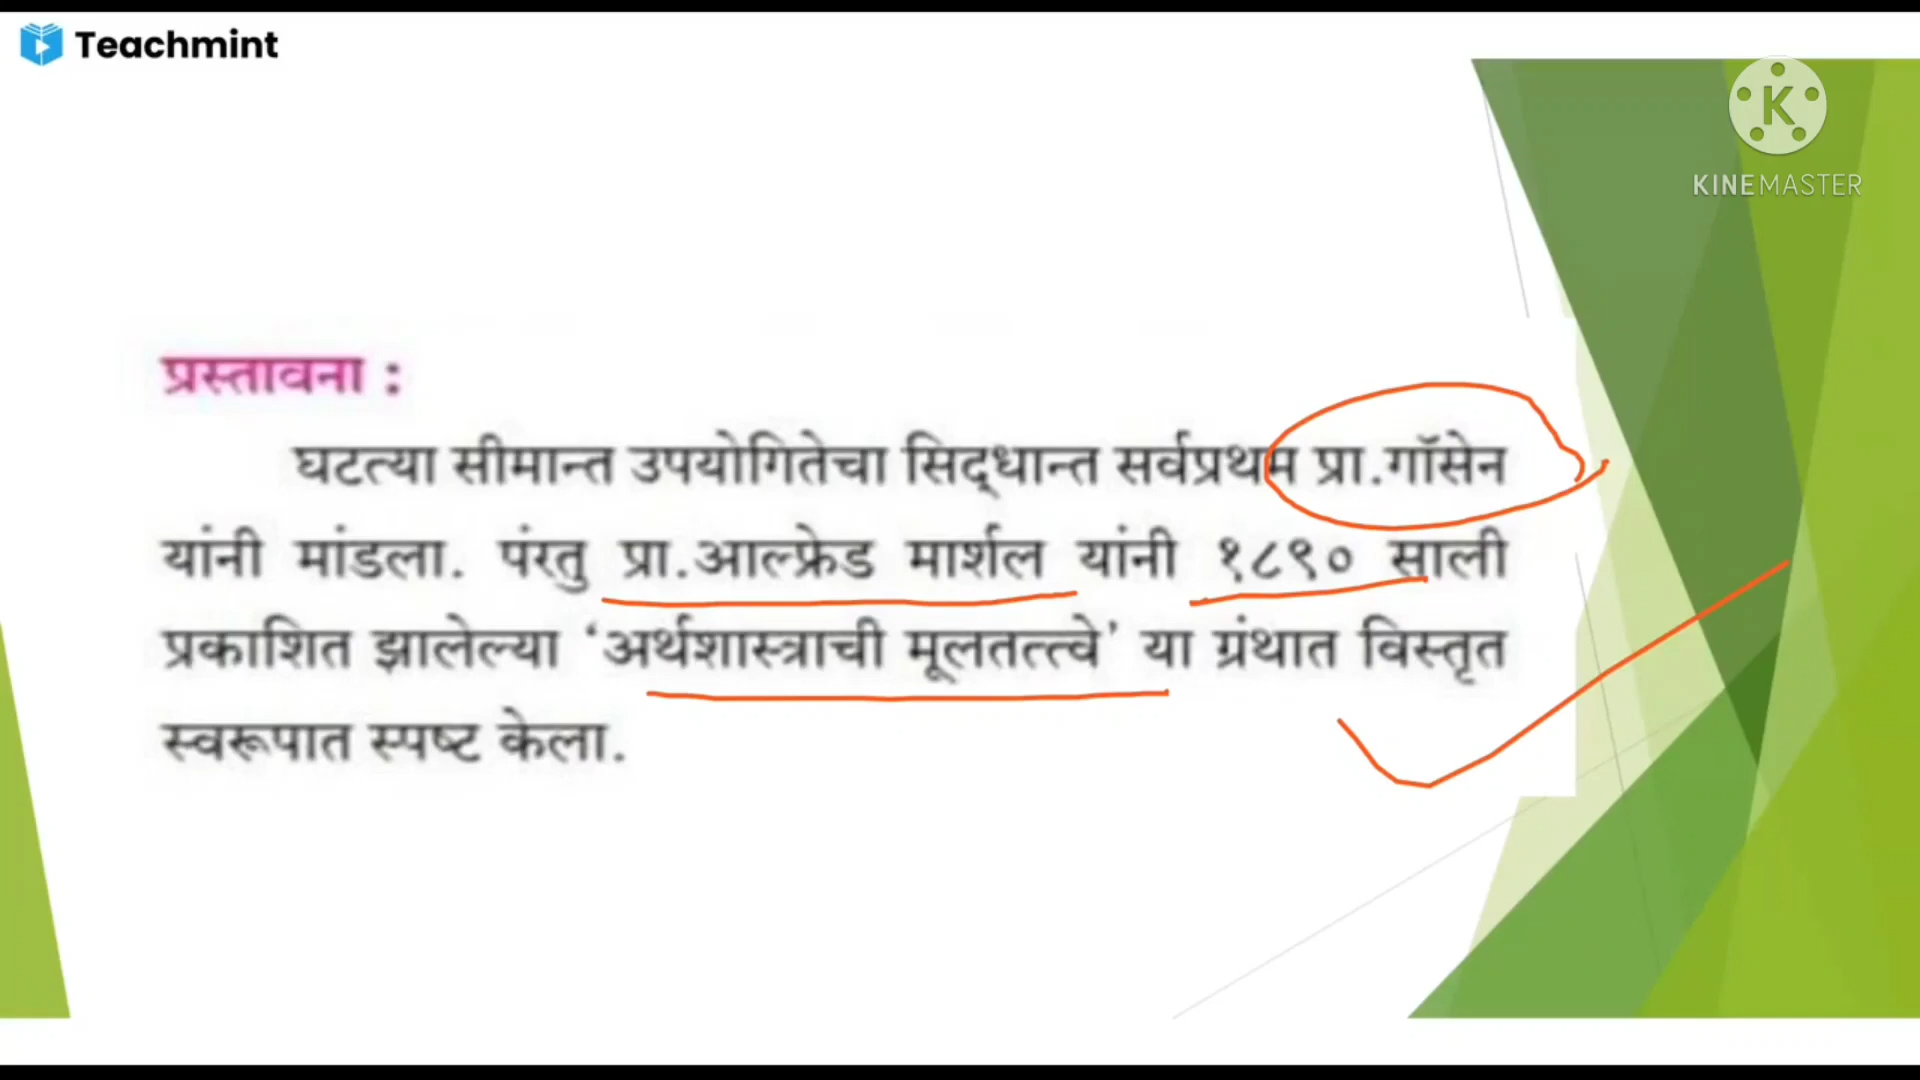 Teachmint
K
KINEMASTER
प्रस्तावना :
घटत्या सीमान्त उपयोगितेचा सिद्धान्त सर्वप्रथम प्रा.गॉसेन
यांनी मांडला. पंरतु प्रा.आल्फ्रेड मार्शल यांनी १८९० साली
प्रकाशित झालेल्या ‘अर्थशास्त्राची मूलतत्त्वे’ या ग्रंथात विस्तृत
स्वरूपात स्पष्ट केला.